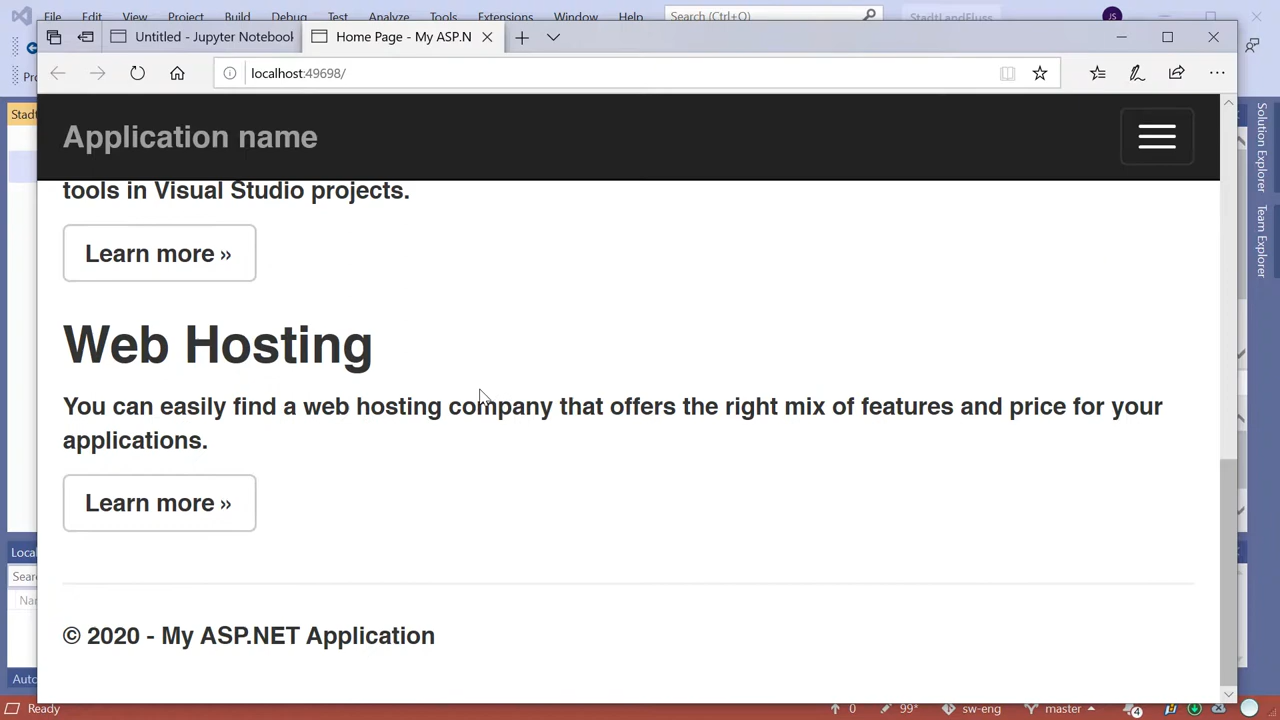 File Edit View Project Build Debug Test Analyze Tools Extensions Window Help Search (Ctrl+Q) StadtLandFluss JS
Untitled - Jupyter Notebook
Home Page - My ASP.N
localhost:49698/
Application name
tools in Visual Studio projects.
Learn more »
Web Hosting
You can easily find a web hosting company that offers the right mix of features and price for your
applications.
Learn more »
© 2020 - My ASP.NET Application
Solution Explorer
Team Explorer
Ready
0
99*
sw-eng
master
4